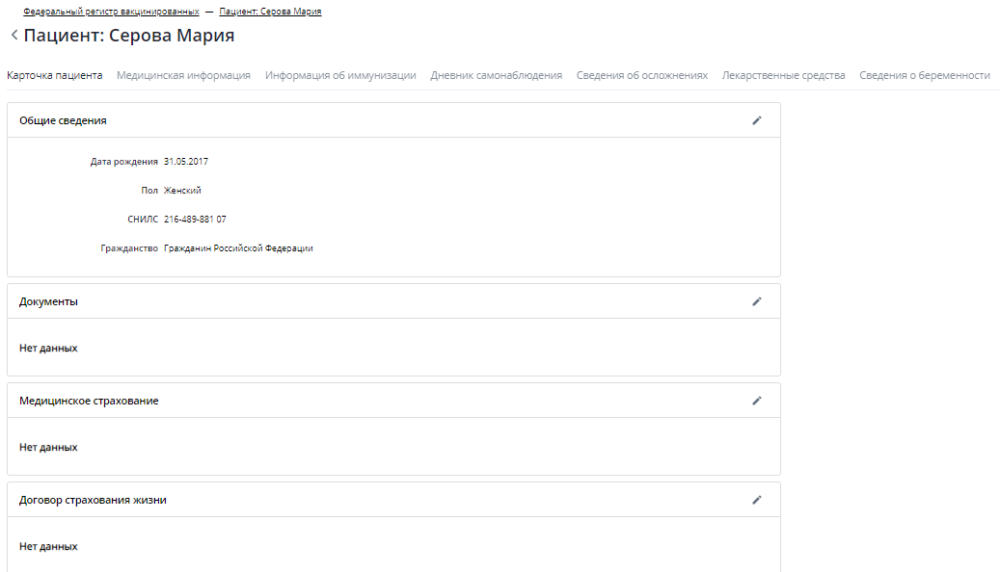 Федеральный регистр вакцинированных — Пациент: Серова Мария
Пациент: Серова Мария
Карточка пациента Медицинская информация Информация об иммунизации Дневник самонаблюдения Сведения об осложнениях Лекарственные средства Сведения о беременности
Общие сведения
Дата рождения 31.05.2017
Пол Женский
СНИЛС 216-489-881 07
Гражданство Гражданин Российской Федерации
Документы
Нет данных
Медицинское страхование
Нет данных
Договор страхования жизни
Нет данных